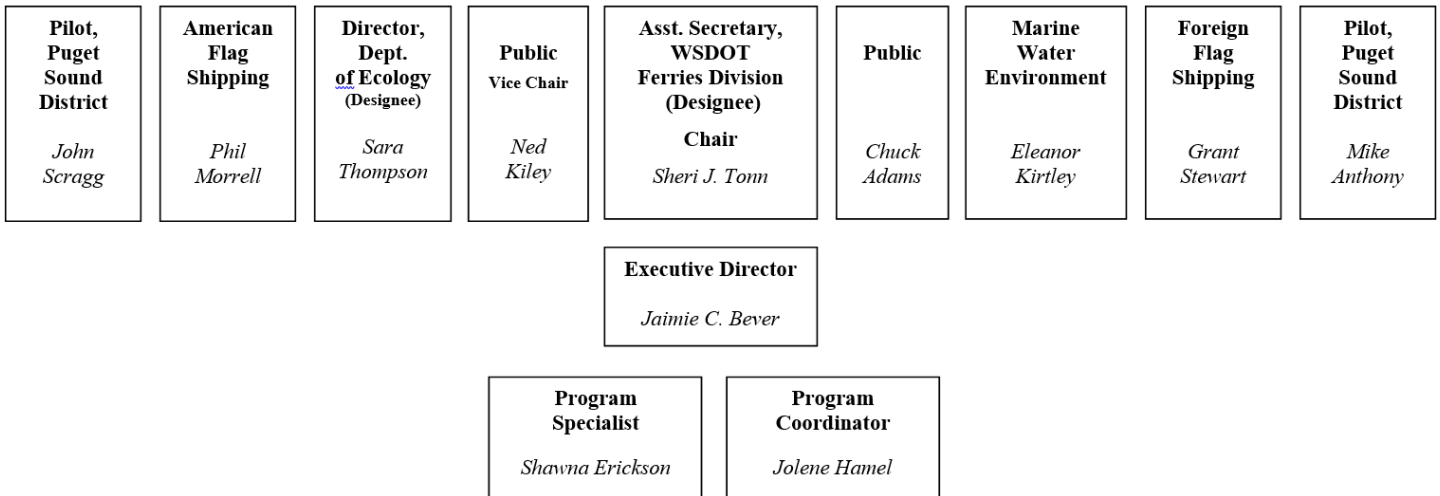 Pilot,
Puget
Sound
District
John
Scragg
American
Flag
Shipping
Phil
Morrell
Director,
Dept.
of Ecology
(Designee)
Sara
Thompson
Public
Vice Chair
Ned
Kiley
Asst. Secretary,
WSDOT
Ferries Division
(Designee)
Chair
Sheri J. Tonn
Public
Chuck
Adams
Marine
Water
Environment
Eleanor
Kirtley
Foreign
Flag
Shipping
Grant
Stewart
Pilot,
Puget
Sound
District
Mike
Anthony
Executive Director
Jaimie C. Bever
Program
Specialist
Shawna Erickson
Program
Coordinator
Jolene Hamel